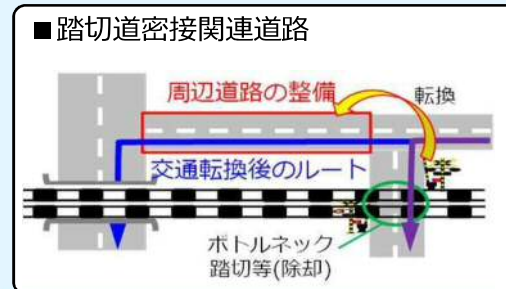 ■踏切道密接関連道路
周辺道路の整備
転換
交通転換後のルート
ボトルネック
踏切等(除却)